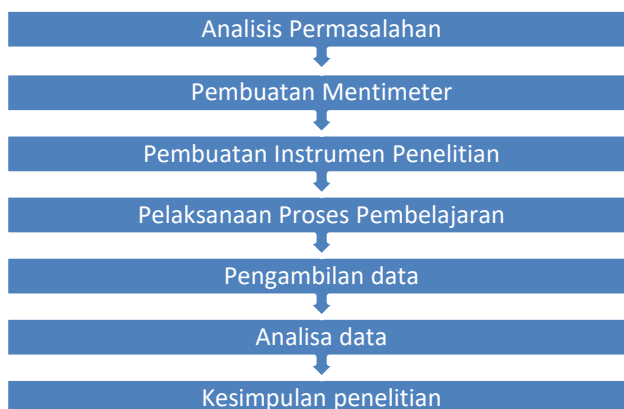 Analisis Permasalahan
Pembuatan Mentimeter
Pembuatan Instrumen Penelitian
Pelaksanaan Proses Pembelajaran
Pengambilan data
Analisa data
Kesimpulan penelitian